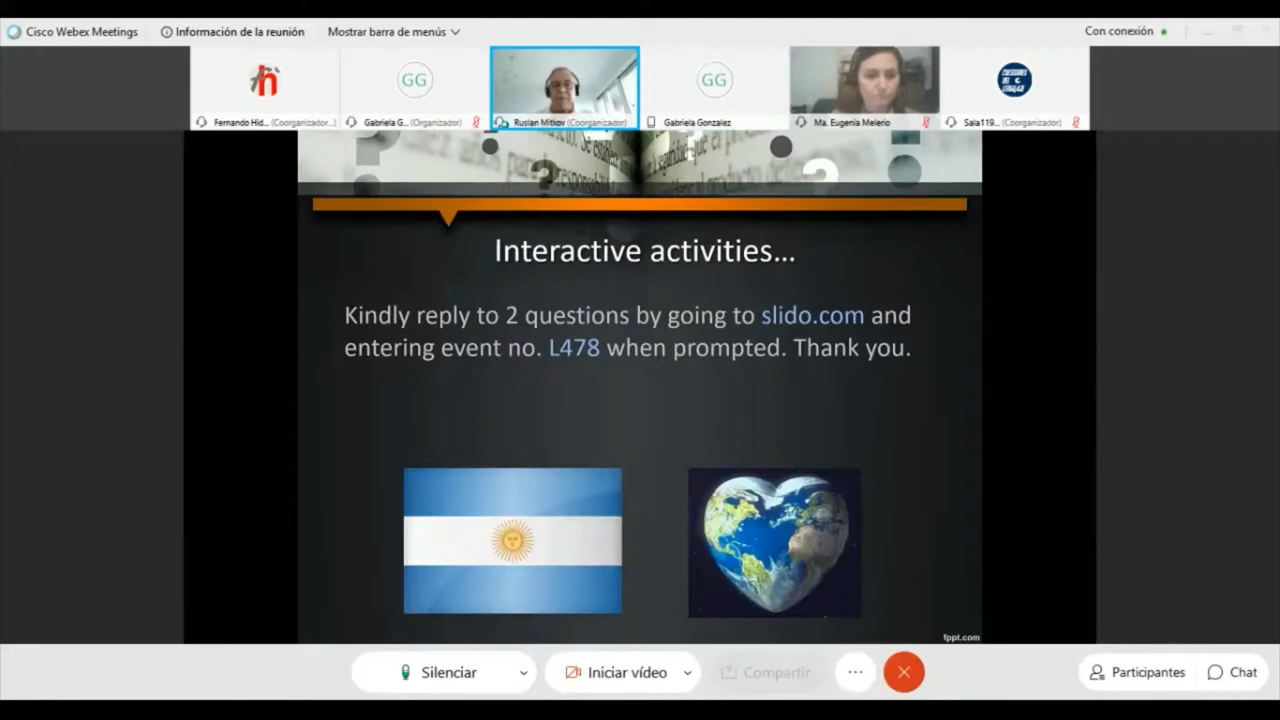 Cisco Webex Meetings
Información de la reunión
Mostrar barra de menús
Con conexión
h
GG
GG
Fernando Hid... (Coorganizador...)
Gabriela G... (Organizador)
Ruslan Mitkov (Coorganizador)
Gabriela Gonzalez
Ma. Eugenia Melerio
Sala119... (Coorganizador)
Interactive activities...
Kindly reply to 2 questions by going to slido.com and
entering event no. L478 when prompted. Thank you.
fppt.com
Silenciar
Iniciar vídeo
Compartir
Participantes
Chat